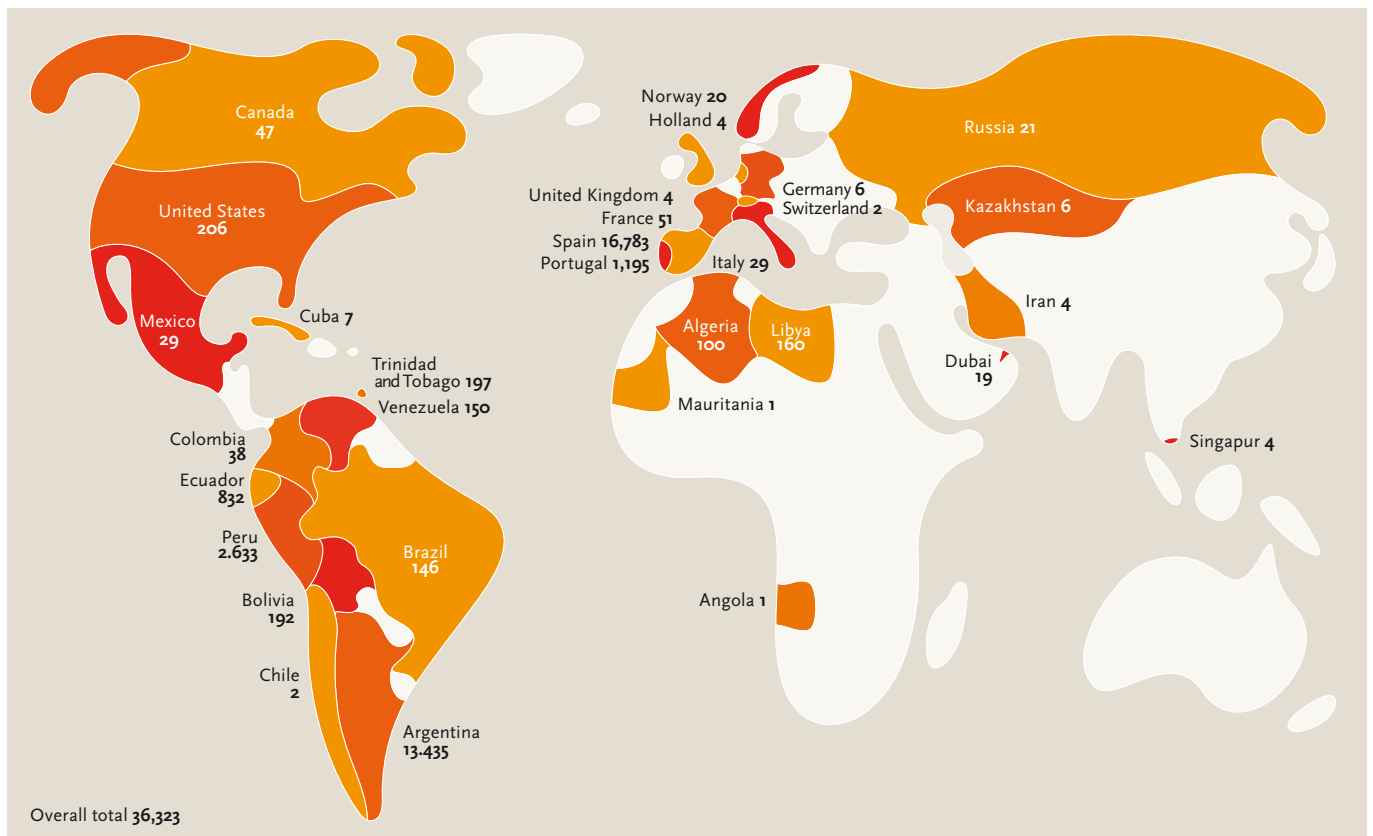 Canada
47
United States
206
Mexico
29
Cuba 7
Trinidad
and Tobago 197
Venezuela 150
Colombia
38
Ecuador
832
Peru
2.633
Brazil
146
Bolivia
192
Chile
2
Argentina
13.435
Norway 20
Holland 4
United Kingdom 4
France 51
Spain 16,783
Portugal 1,195
Germany 6
Switzerland 2
Italy 29
Russia 21
Kazakhstan 6
Iran 4
Dubai
19
Algeria
100
Libya
160
Mauritania 1
Singapur 4
Angola 1
Overall total 36,323